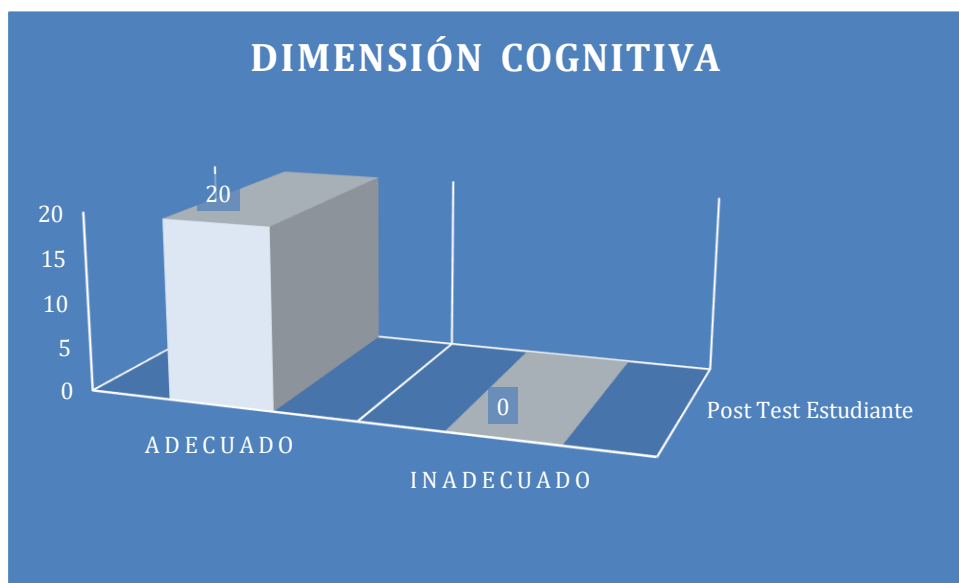 DIMENSIÓN COGNITIVA
20
20
15
10
5
0
0
Post Test Estudiante
ADECUADO
INADECUADO